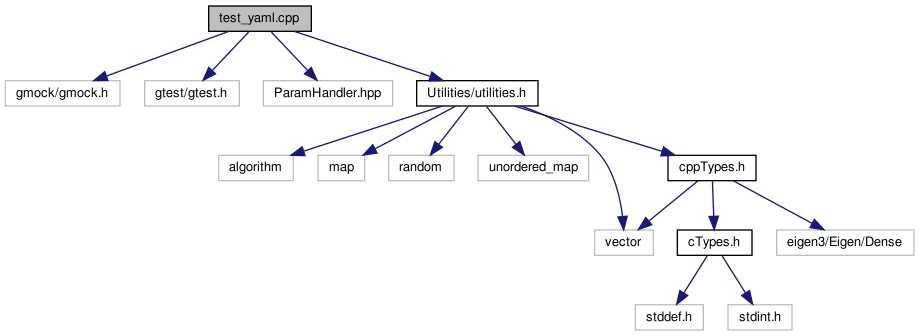 test_yaml.cpp
gmock/gmock.h
gtest/gtest.h
ParamHandler.hpp
Utilities/utilities.h
algorithm
map
random
unordered_map
cppTypes.h
vector
cTypes.h
eigen3/Eigen/Dense
stddef.h
stdint.h